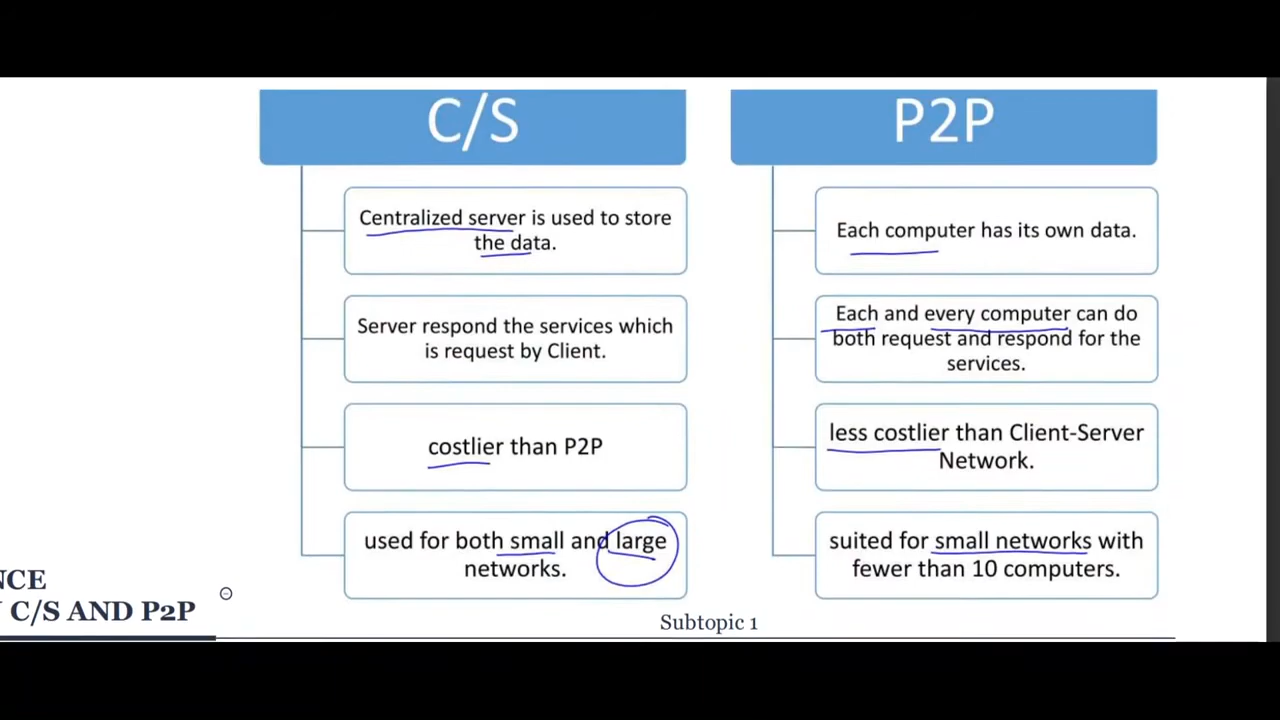 C/S
Centralized server is used to store
the data.
Server respond the services which
is request by Client.
costlier than P2P
used for both small and large
networks.
P2P
Each computer has its own data.
Each and every computer can do
both request and respond for the
services.
less costlier than Client-Server
Network.
suited for small networks with
fewer than 10 computers.
NCE
C/S AND P2P
Subtopic 1